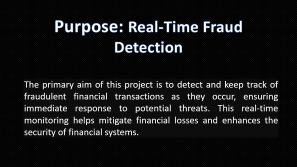 Purpose: Real-Time Fraud
Detection
The primary aim of this project is to detect and keep track of
fraudulent financial transactions as they occur, ensuring
immediate response to potential threats. This real-time
monitoring helps mitigate financial losses and enhances the
security of financial systems.